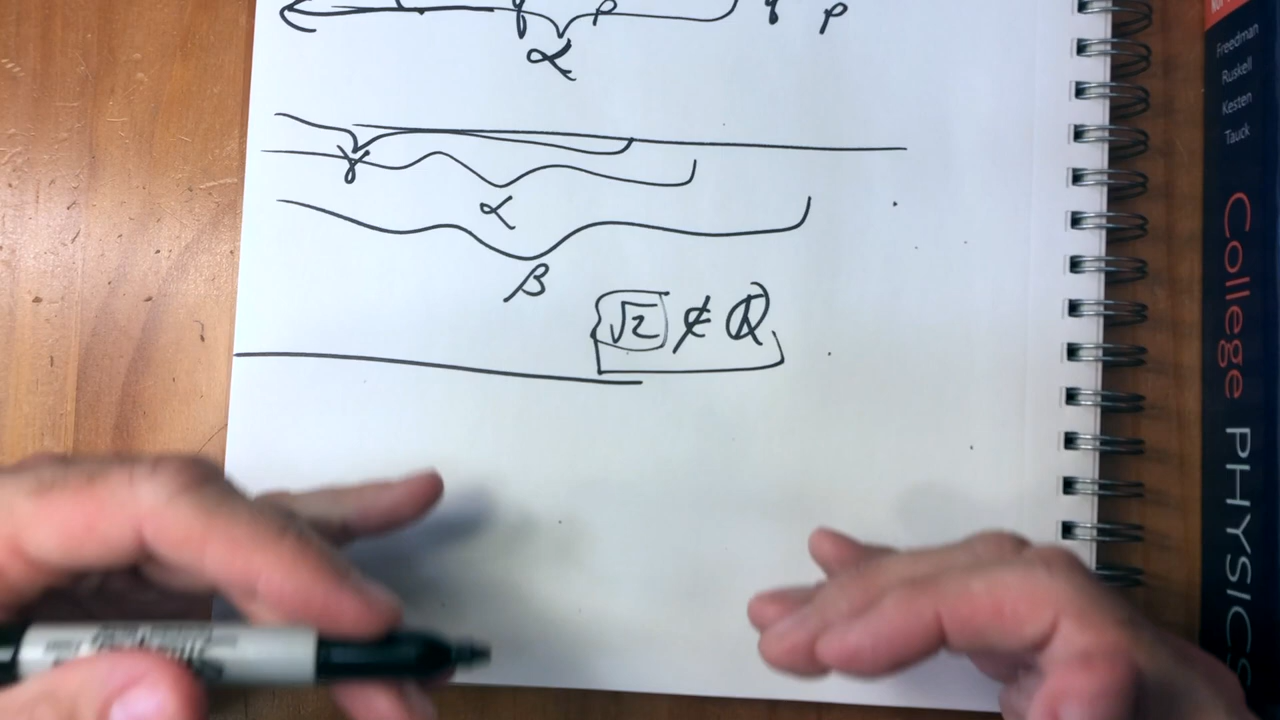 q p q p
α
γ
α
β
√2 ∉ ℚ
Freedman
Ruskell
Kesten
Tauck
College PHYSICS